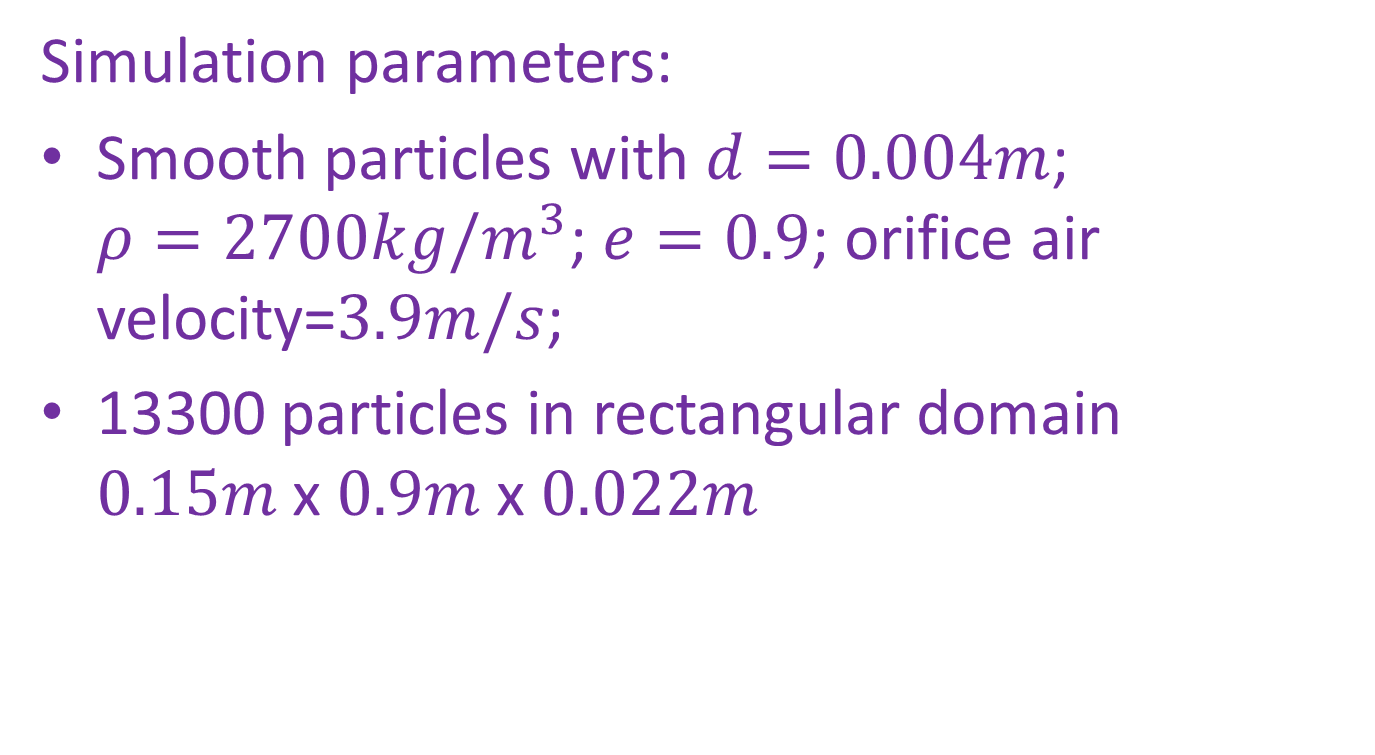 Simulation parameters:
• Smooth particles with d = 0.004m;
ρ = 2700kg/m³; e = 0.9; orifice air
velocity=3.9m/s;
• 13300 particles in rectangular domain
0.15m x 0.9m x 0.022m